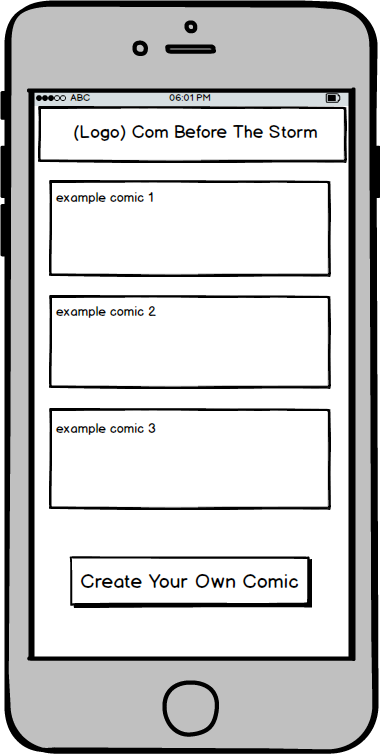 ABC 06:01 PM
(Logo) Com Before The Storm
example comic 1
example comic 2
example comic 3
Create Your Own Comic